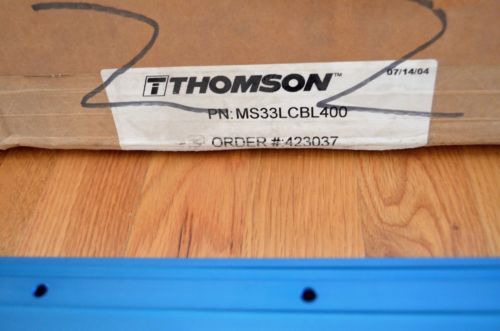 THOMSON™
07/14/04
PN: MS33LCBL400
ORDER #:423037